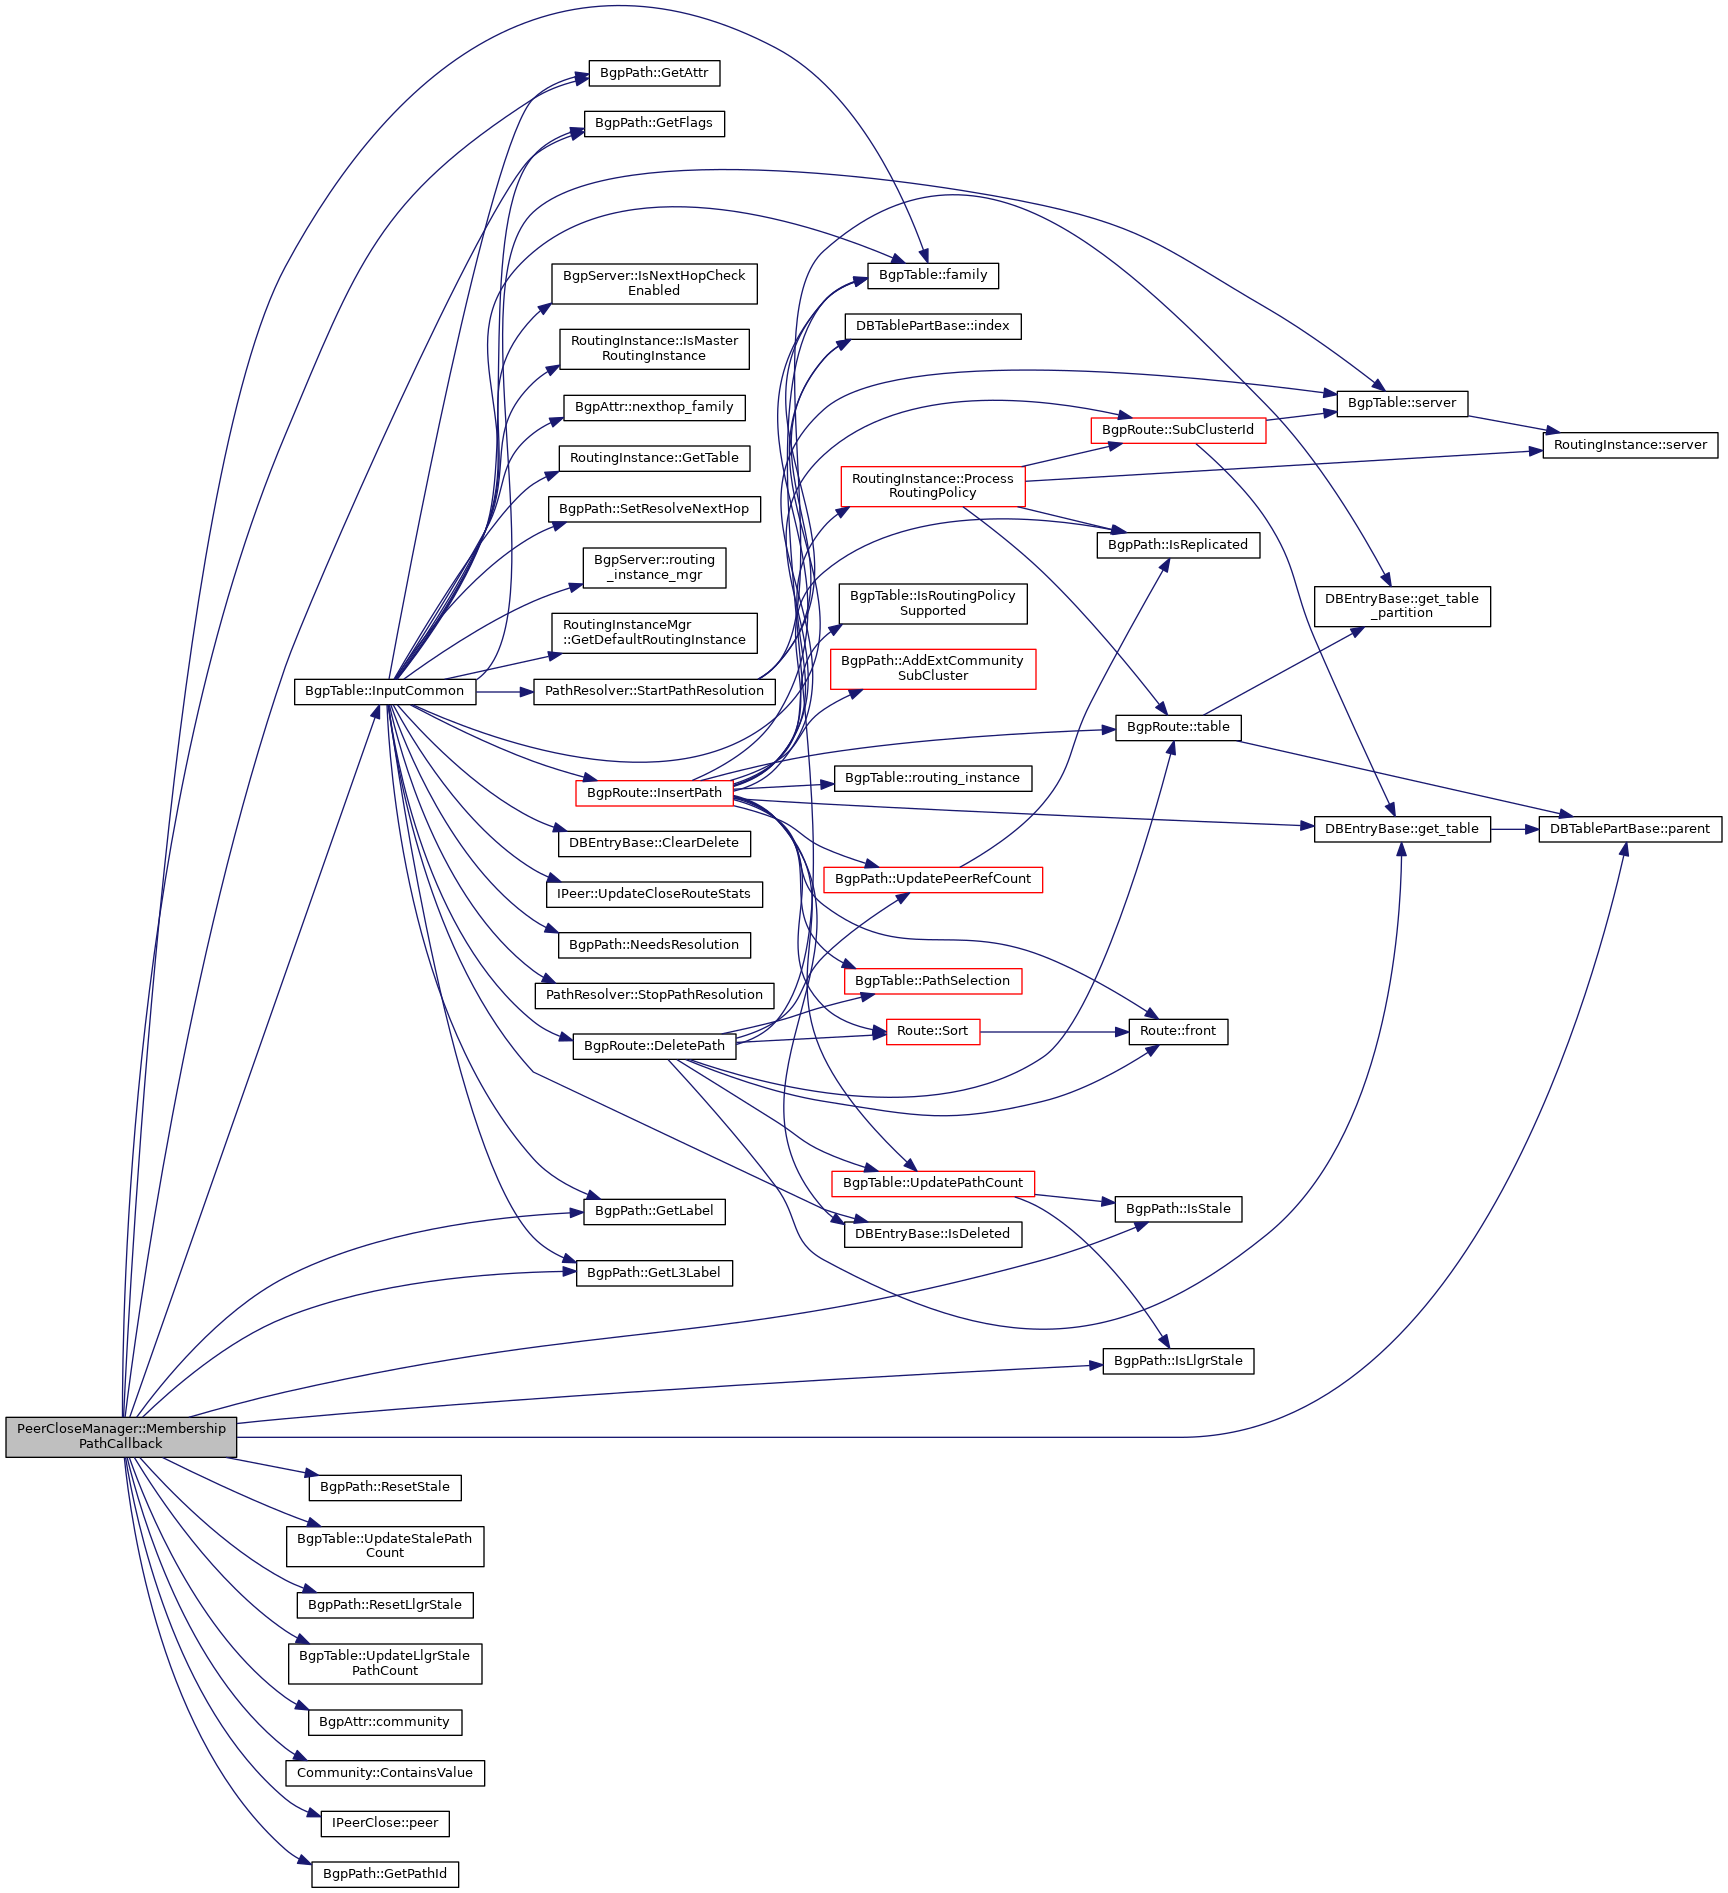 BgpPath::GetAttr
BgpPath::GetFlags
BgpServer::IsNextHopCheck
Enabled
RoutingInstance::IsMaster
RoutingInstance
BgpAttr::nexthop_family
RoutingInstance::GetTable
BgpPath::SetResolveNextHop
BgpServer::routing
_instance_mgr
RoutingInstanceMgr
::GetDefaultRoutingInstance
BgpTable::InputCommon
PathResolver::StartPathResolution
BgpRoute::InsertPath
DBEntryBase::ClearDelete
IPeer::UpdateCloseRouteStats
BgpPath::NeedsResolution
PathResolver::StopPathResolution
BgpRoute::DeletePath
BgpPath::GetLabel
BgpPath::GetL3Label
BgpTable::family
DBTablePartBase::index
BgpTable::server
BgpRoute::SubClusterId
RoutingInstance::server
RoutingInstance::Process
RoutingPolicy
BgpPath::IsReplicated
BgpTable::IsRoutingPolicy
Supported
DBEntryBase::get_table
_partition
BgpPath::AddExtCommunity
SubCluster
BgpRoute::table
BgpTable::routing_instance
DBEntryBase::get_table
DBTablePartBase::parent
BgpPath::UpdatePeerRefCount
BgpTable::PathSelection
Route::Sort
Route::front
BgpTable::UpdatePathCount
BgpPath::IsStale
DBEntryBase::IsDeleted
BgpPath::IsLlgrStale
PeerCloseManager::Membership
PathCallback
BgpPath::ResetStale
BgpTable::UpdateStalePath
Count
BgpPath::ResetLlgrStale
BgpTable::UpdateLlgrStale
PathCount
BgpAttr::community
Community::ContainsValue
IPeerClose::peer
BgpPath::GetPathId